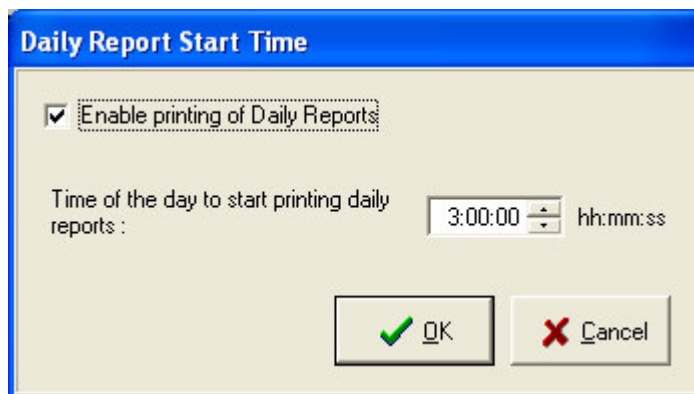 Daily Report Start Time
Enable printing of Daily Reports
Time of the day to start printing daily
reports :
3:00:00 hh:mm:ss
OK Cancel